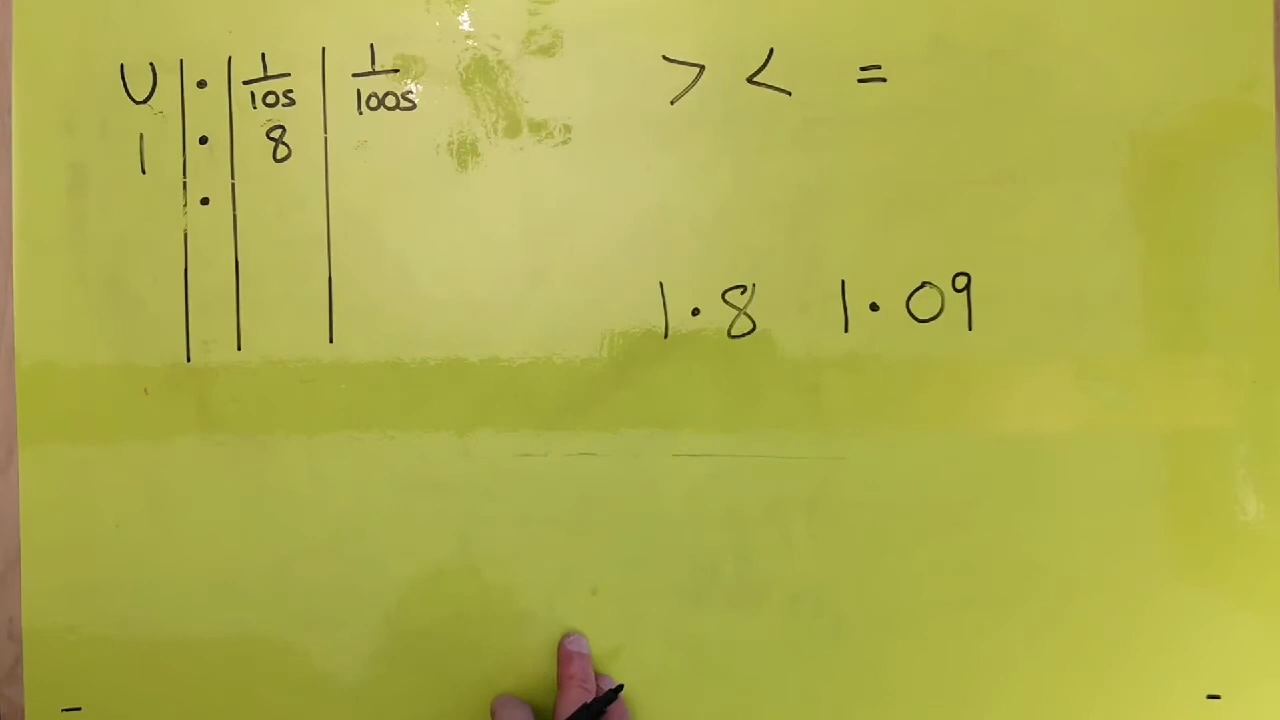 U | · | 1/10s | 1/100s
1 | · | 8 |
| · | |
> < =
1·8 1·09